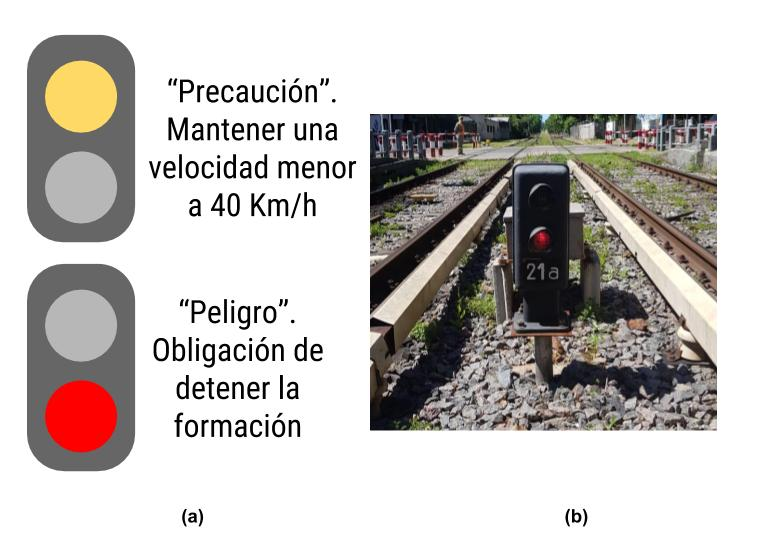 “Precaución”.
Mantener una
velocidad menor
a 40 Km/h
“Peligro”.
Obligación de
detener la
formación
21a
(a)
(b)